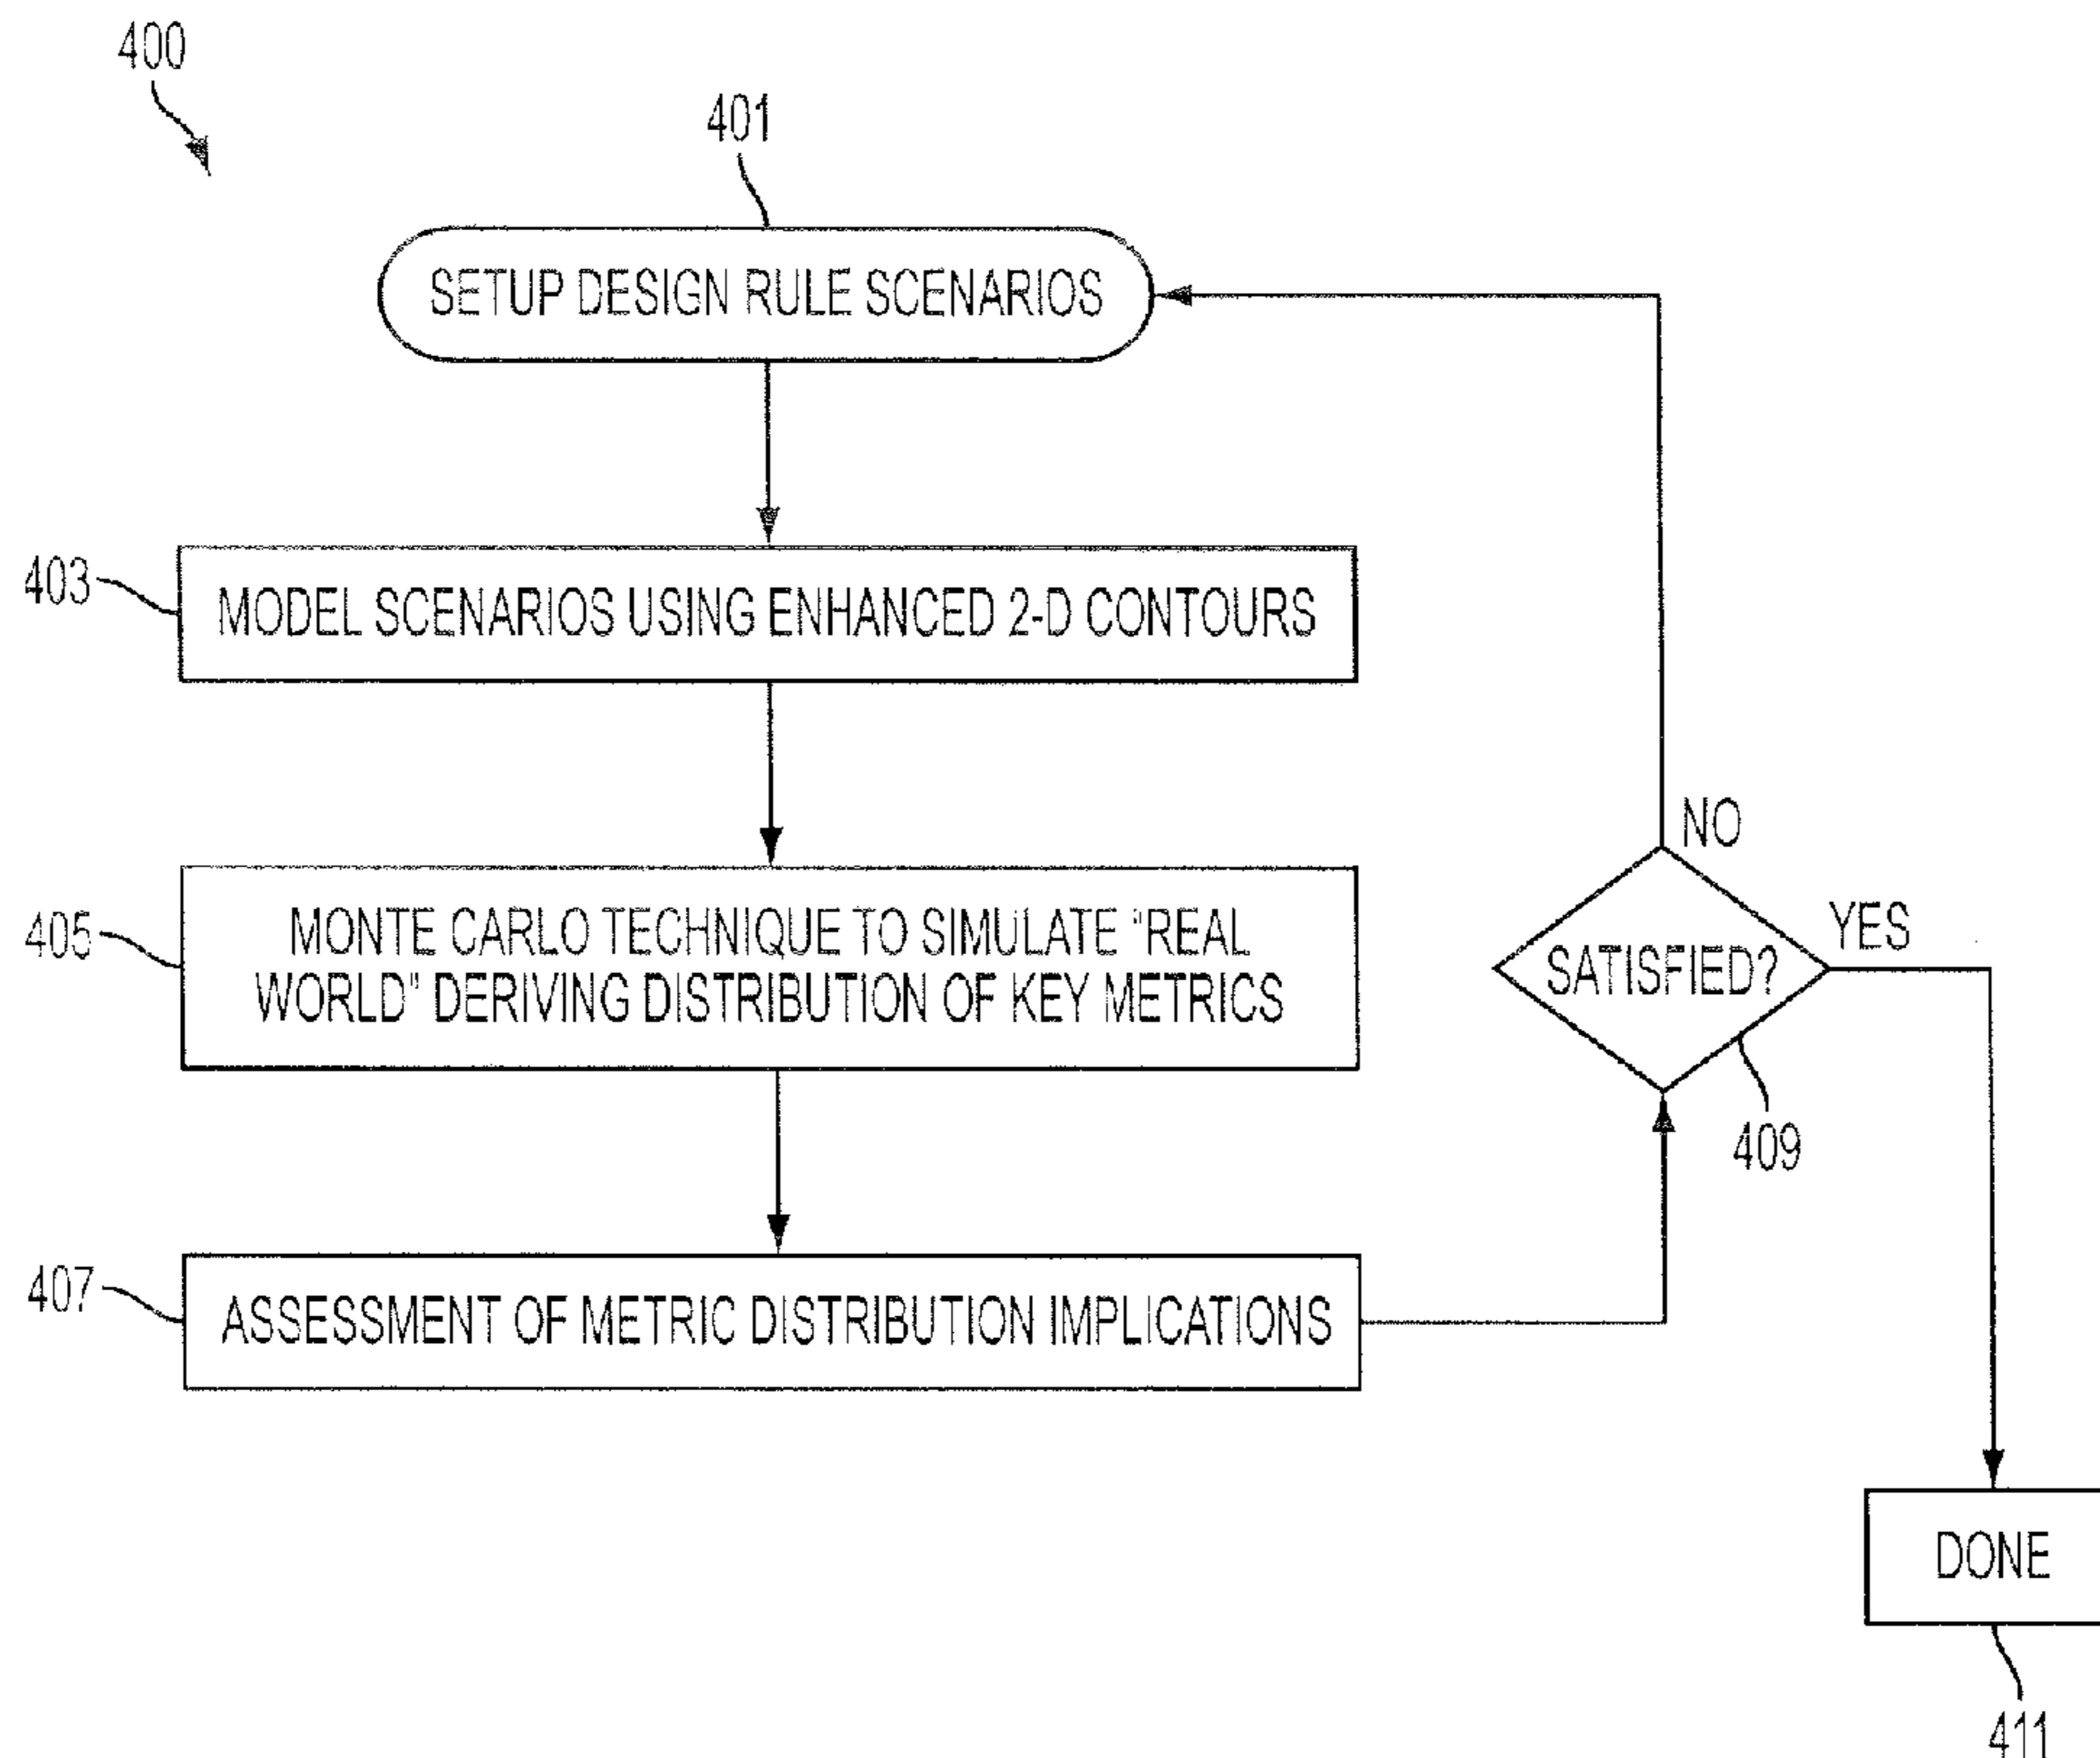 400
401
SETUP DESIGN RULE SCENARIOS
403
MODEL SCENARIOS USING ENHANCED 2-D CONTOURS
405
MONTE CARLO TECHNIQUE TO SIMULATE "REAL
WORLD" DERIVING DISTRIBUTION OF KEY METRICS
407
ASSESSMENT OF METRIC DISTRIBUTION IMPLICATIONS
NO
YES
SATISFIED?
409
DONE
411